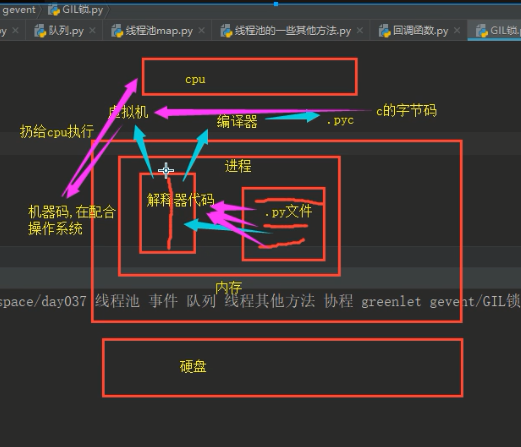 gevent GIL锁.py
py 队列.py 线程池map.py 线程池的一些其他方法.py 回调函数.py GIL锁.
cpu
虚拟机 编译器 .pyc c的字节码
扔给cpu执行
进程
解释器代码 .py文件
机器码,在配合
操作系统
内存
space/day037 线程池 事件 队列 线程其他方法 协程 greenlet gevent/GIL锁
硬盘